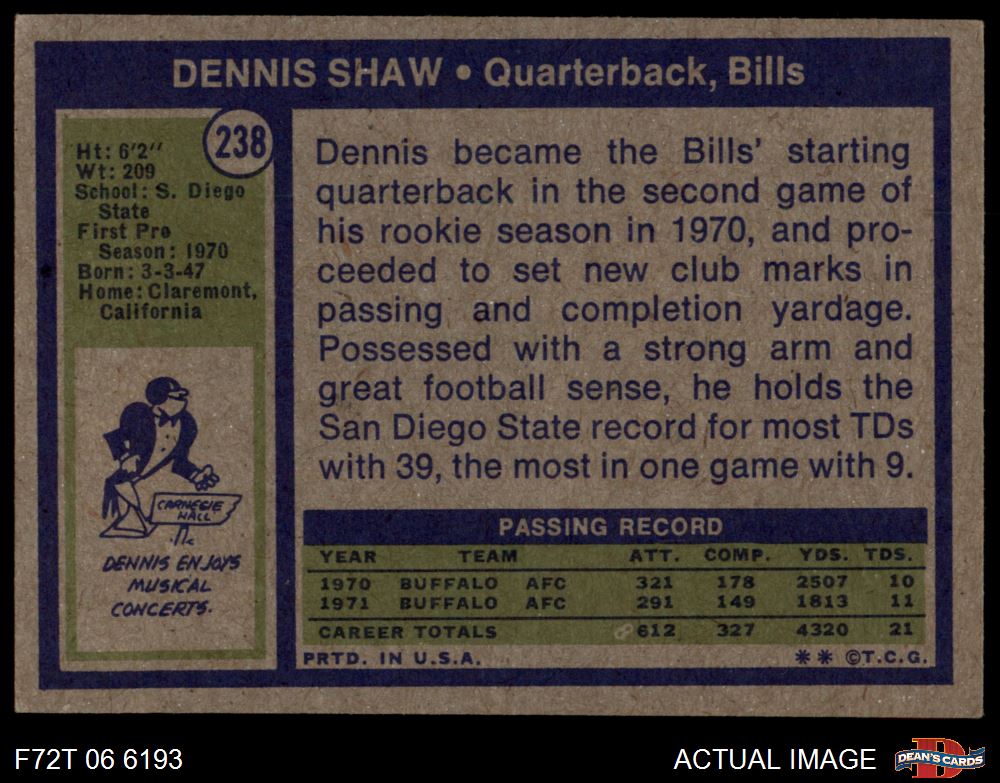 DENNIS SHAW • Quarterback, Bills
238
Ht: 6'2"
Wt: 209
School: S. Diego
State
First Pro
Season: 1970
Born: 3-3-47
Home: Claremont,
California
CARNEGIE
HALL
DENNIS ENJOYS
MUSICAL
CONCERTS.
Dennis became the Bills' starting
quarterback in the second game of
his rookie season in 1970, and pro-
ceeded to set new club marks in
passing and completion yardage.
Possessed with a strong arm and
great football sense, he holds the
San Diego State record for most TDs
with 39, the most in one game with 9.
PASSING RECORD
YEAR TEAM ATT. COMP. YDS. TDS.
1970 BUFFALO AFC 321 178 2507 10
1971 BUFFALO AFC 291 149 1813 11
CAREER TOTALS 612 327 4320 21
PRTD. IN U.S.A. ** ©T.C.G.
F72T 06 6193
ACTUAL IMAGE
D
DEAN'S CARDS